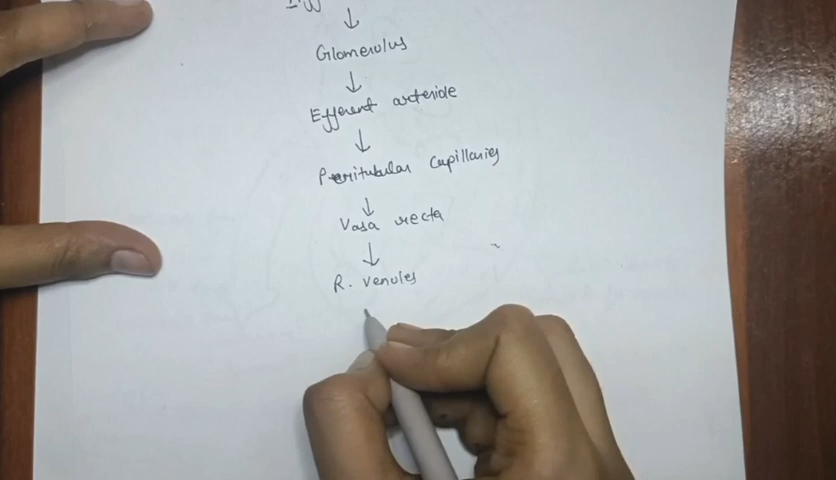 ↓
Glomerulus
↓
Efferent arteriole
↓
Peritubular Capillaries
↓
Vasa recta
↓
R. venules